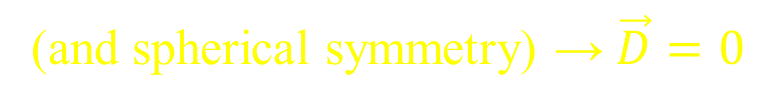 (and spherical symmetry) → $\vec{D} = 0$